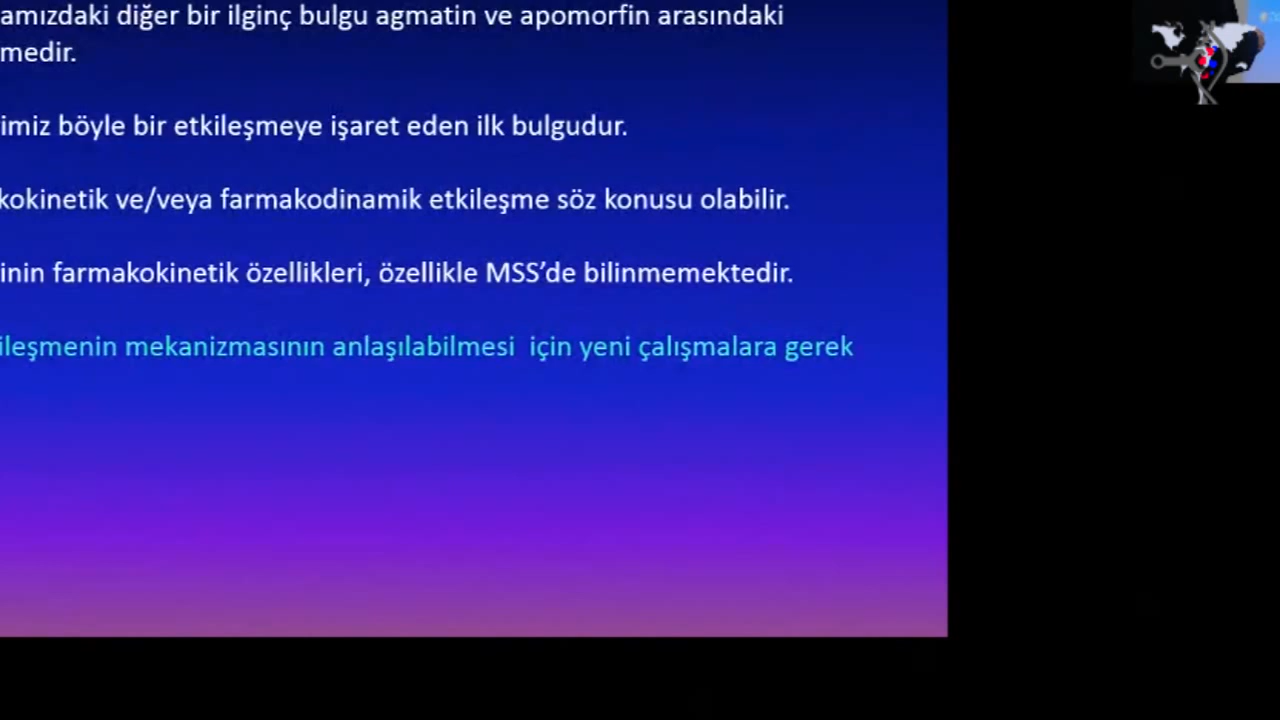 amızdaki diğer bir ilginç bulgu agmatin ve apomorfin arasındaki
medir.
imiz böyle bir etkileşmeye işaret eden ilk bulgudur.
kokinetik ve/veya farmakodinamik etkileşme söz konusu olabilir.
inin farmakokinetik özellikleri, özellikle MSS’de bilinmemektedir.
ileşmenin mekanizmasının anlaşılabilmesi  için yeni çalışmalara gerek